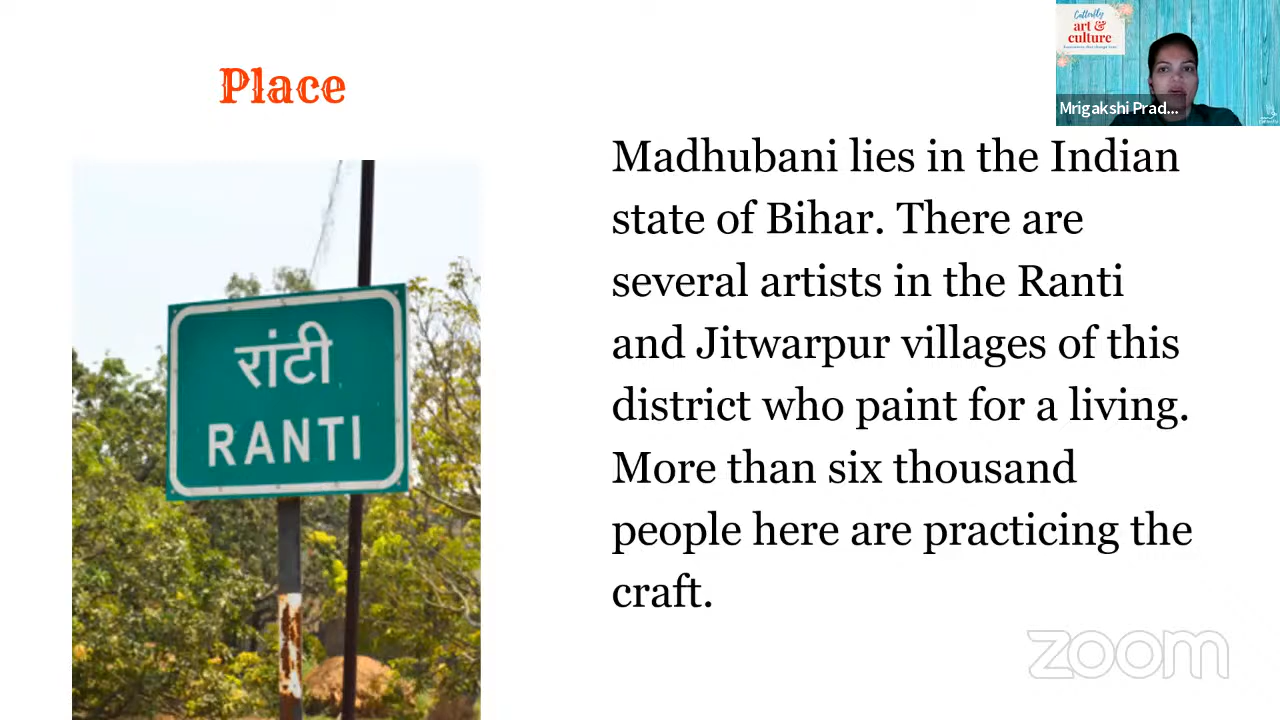 Place
Madhubani lies in the Indian
state of Bihar. There are
several artists in the Ranti
and Jitwarpur villages of this
district who paint for a living.
More than six thousand
people here are practicing the
craft.
रांटी
RANTI
Catterfly
art &
culture
Mrigakshi Prad...
zoom